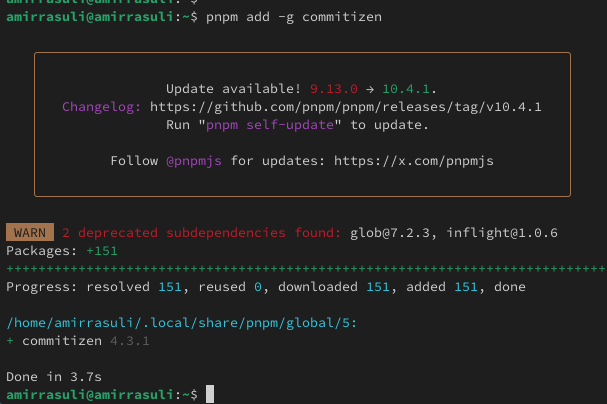 amirrasuli@amirrasuli:~$
amirrasuli@amirrasuli:~$ pnpm add -g commitizen
Update available! 9.13.0 → 10.4.1.
Changelog: https://github.com/pnpm/pnpm/releases/tag/v10.4.1
Run "pnpm self-update" to update.
Follow @pnpmjs for updates: https://x.com/pnpmjs
WARN 2 deprecated subdependencies found: glob@7.2.3, inflight@1.0.6
Packages: +151
+++++++++++++++++++++++++++++++++++++++++++++++++++++++++++++++++++++++++++
Progress: resolved 151, reused 0, downloaded 151, added 151, done
/home/amirrasuli/.local/share/pnpm/global/5:
+ commitizen 4.3.1
Done in 3.7s
amirrasuli@amirrasuli:~$